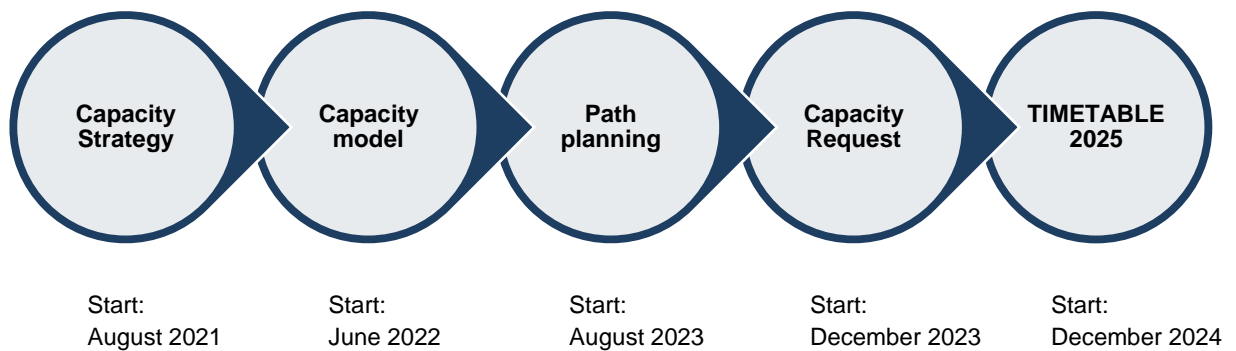 Capacity
Strategy
Capacity
model
Path
planning
Capacity
Request
TIMETABLE
2025
Start:
August 2021
Start:
June 2022
Start:
August 2023
Start:
December 2023
Start:
December 2024